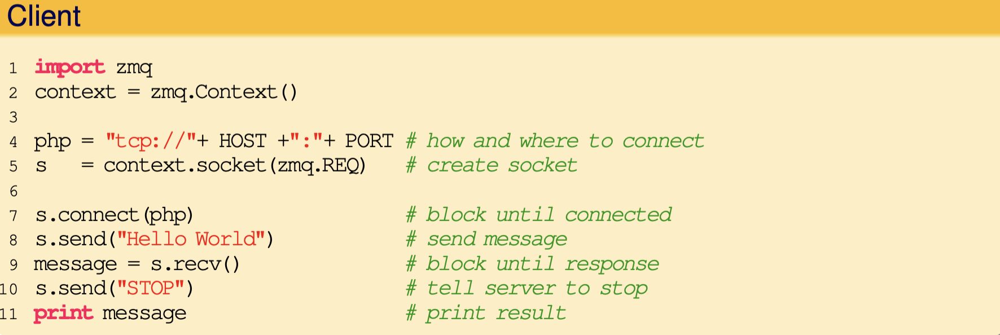 Client
1 import zmq
2 context = zmq.Context()
3
4 php = "tcp://"+ HOST +":"+ PORT # how and where to connect
5 s   = context.socket(zmq.REQ)   # create socket
6
7 s.connect(php)                  # block until connected
8 s.send("Hello World")           # send message
9 message = s.recv()              # block until response
10 s.send("STOP")                  # tell server to stop
11 print message                   # print result